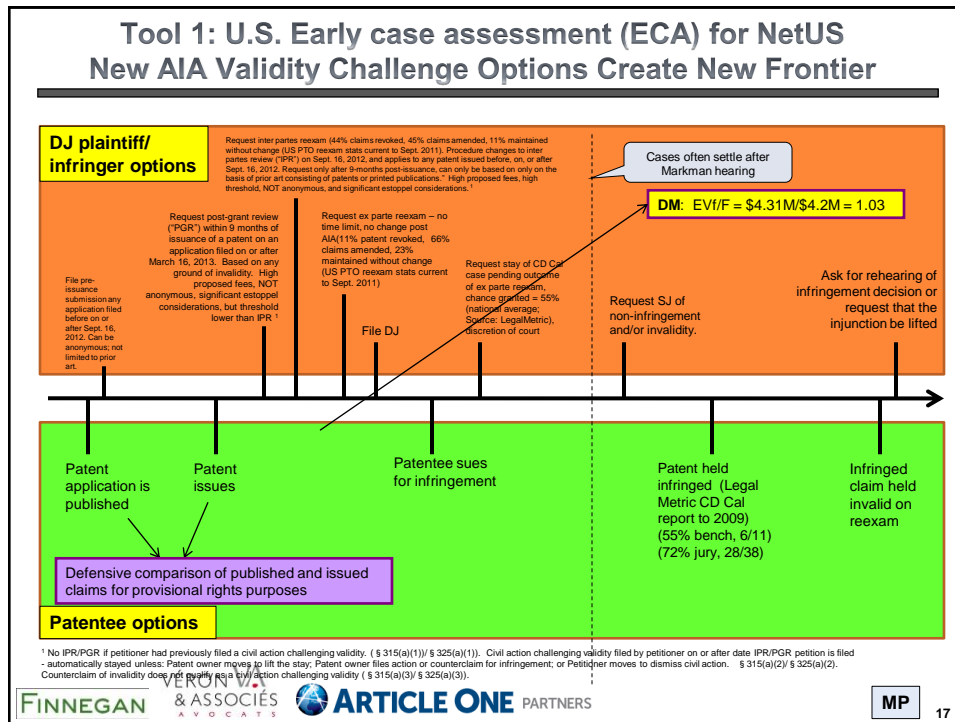 Tool 1: U.S. Early case assessment (ECA) for NetUS
New AIA Validity Challenge Options Create New Frontier
DJ plaintiff/
infringer options
Request inter partes reexam (44% claims revoked, 45% claims amended, 11% maintained
without change (US PTO reexam stats current to Sept. 2011). Procedure changes to inter
partes review ("IPR") on Sept. 16, 2012, and applies to any patent issued before, on, or after
Sept. 16, 2012. Request only after 9-months post-issuance, can only be based on only on the
basis of prior art consisting of patents or printed publications." High proposed fees, high
threshold, NOT anonymous, and significant estoppel considerations. 1
Cases often settle after
Markman hearing
DM: EVf/F = $4.31M/$4.2M = 1.03
Request post-grant review
("PGR") within 9 months of
issuance of a patent on an
application filed on or after
March 16, 2013. Based on any
ground of invalidity. High
proposed fees, NOT
anonymous, significant estoppel
considerations, but threshold
lower than IPR 1
Request ex parte reexam – no
time limit, no change post
AIA(11% patent revoked, 66%
claims amended, 23%
maintained without change
(US PTO reexam stats current
to Sept. 2011)
File DJ
Request stay of CD Cal
case pending outcome
of ex parte reexam,
chance granted = 55%
(national average;
Source: LegalMetric),
discretion of court
File pre-
issuance
submission any
application filed
before on or
after Sept. 16,
2012. Can be
anonymous; not
limited to prior
art.
Request SJ of
non-infringement
and/or invalidity.
Ask for rehearing of
infringement decision or
request that the
injunction be lifted
Patent
application is
published
Patent
issues
Patentee sues
for infringement
Patent held
infringed (Legal
Metric CD Cal
report to 2009)
(55% bench, 6/11)
(72% jury, 28/38)
Infringed
claim held
invalid on
reexam
Defensive comparison of published and issued
claims for provisional rights purposes
Patentee options
1 No IPR/PGR if petitioner had previously filed a civil action challenging validity. ( § 315(a)(1))/ § 325(a)(1)). Civil action challenging validity filed by petitioner on or after date IPR/PGR petition is filed
- automatically stayed unless: Patent owner moves to lift the stay; Patent owner files action or counterclaim for infringement; or Petitioner moves to dismiss civil action. § 315(a)(2)/ § 325(a)(2).
Counterclaim of invalidity does not qualify as a civil action challenging validity ( § 315(a)(3)/ § 325(a)(3)).
FINNEGAN
VÉRON VA
& ASSOCIÉS
AVOCATS
ARTICLE ONE PARTNERS
MP
17